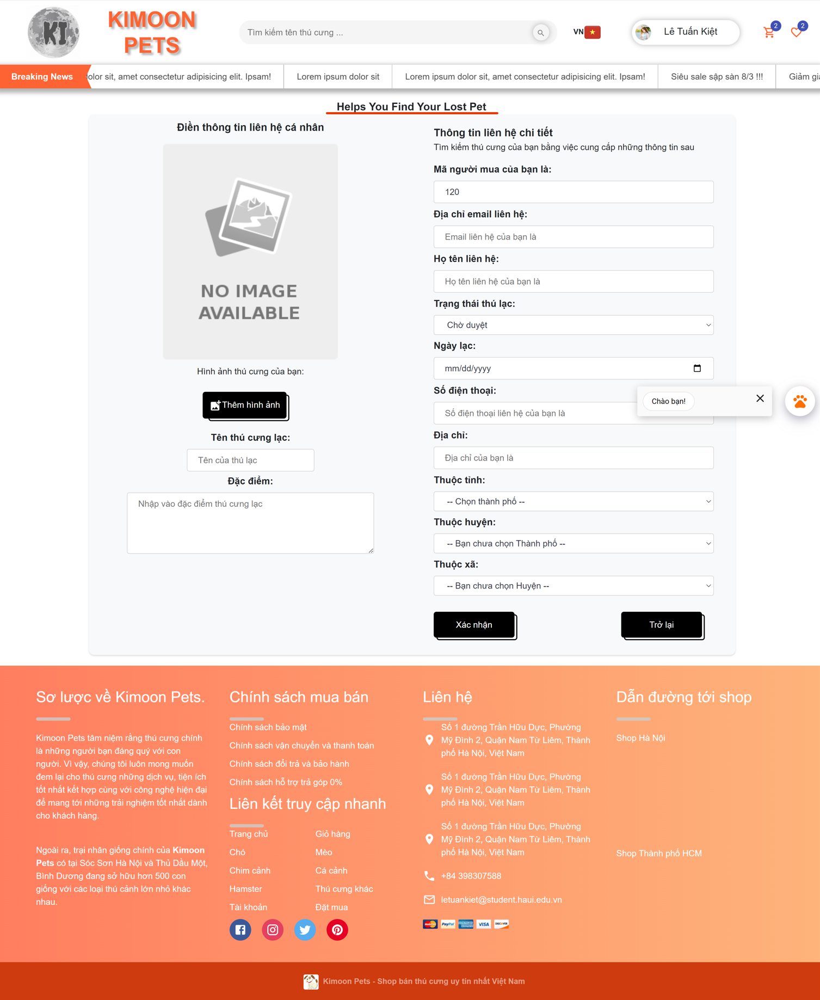 KI
KIMOON
PETS
Tìm kiếm tên thú cưng ...
VN
Lê Tuấn Kiệt
2
2
Breaking News
olor sit, amet consectetur adipisicing elit. Ipsam!
Lorem ipsum dolor sit
Lorem ipsum dolor sit, amet consectetur adipisicing elit. Ipsam!
Siêu sale sập sàn 8/3 !!!
Giảm gi
Helps You Find Your Lost Pet
Điền thông tin liên hệ cá nhân
NO IMAGE
AVAILABLE
Hình ảnh thú cưng của bạn:
Thêm hình ảnh
Tên thú cưng lạc:
Tên của thú lạc
Đặc điểm:
Nhập vào đặc điểm thú cưng lạc
Thông tin liên hệ chi tiết
Tìm kiếm thú cưng của bạn bằng việc cung cấp những thông tin sau
Mã người mua của bạn là:
120
Địa chỉ email liên hệ:
Email liên hệ của bạn là
Họ tên liên hệ:
Họ tên liên hệ của bạn là
Trạng thái thú lạc:
Chờ duyệt
Ngày lạc:
mm/dd/yyyy
Số điện thoại:
Số điện thoại liên hệ của bạn là
Chào bạn!
Địa chỉ:
Địa chỉ của bạn là
Thuộc tỉnh:
-- Chọn thành phố --
Thuộc huyện:
-- Bạn chưa chọn Thành phố --
Thuộc xã:
-- Bạn chưa chọn Huyện --
Xác nhận
Trở lại
Sơ lược về Kimoon Pets.
Kimoon Pets tâm niệm rằng thú cưng chính
là những người bạn đáng quý với con
người. Vì vậy, chúng tôi luôn mong muốn
đem lại cho thú cưng những dịch vụ, tiện ích
tốt nhất kết hợp cùng với công nghệ hiện đại
để mang tới những trải nghiệm tốt nhất dành
cho khách hàng.
Ngoài ra, trại nhân giống chính của Kimoon
Pets có tại Sóc Sơn Hà Nội và Thủ Dầu Một,
Bình Dương đang sở hữu hơn 500 con
giống với các loại thú cảnh lớn nhỏ khác
nhau.
Chính sách mua bán
Chính sách bảo mật
Chính sách vận chuyển và thanh toán
Chính sách đổi trả và bảo hành
Chính sách hỗ trợ trả góp 0%
Liên kết truy cập nhanh
Trang chủ
Giỏ hàng
Chó
Mèo
Chim cảnh
Cá cảnh
Hamster
Thú cưng khác
Tài khoản
Đặt mua
Liên hệ
Số 1 đường Trần Hữu Dực, Phường
Mỹ Đình 2, Quận Nam Từ Liêm, Thành
phố Hà Nội, Việt Nam
Số 1 đường Trần Hữu Dực, Phường
Mỹ Đình 2, Quận Nam Từ Liêm, Thành
phố Hà Nội, Việt Nam
Số 1 đường Trần Hữu Dực, Phường
Mỹ Đình 2, Quận Nam Từ Liêm, Thành
phố Hà Nội, Việt Nam
+84 398307588
letuankiet@student.haui.edu.vn
MasterCard PayPal AMERICAN EXPRESS VISA DISCOVER
Dẫn đường tới shop
Shop Hà Nội
Shop Thành phố HCM
Kimoon Pets - Shop bán thú cưng uy tín nhất Việt Nam